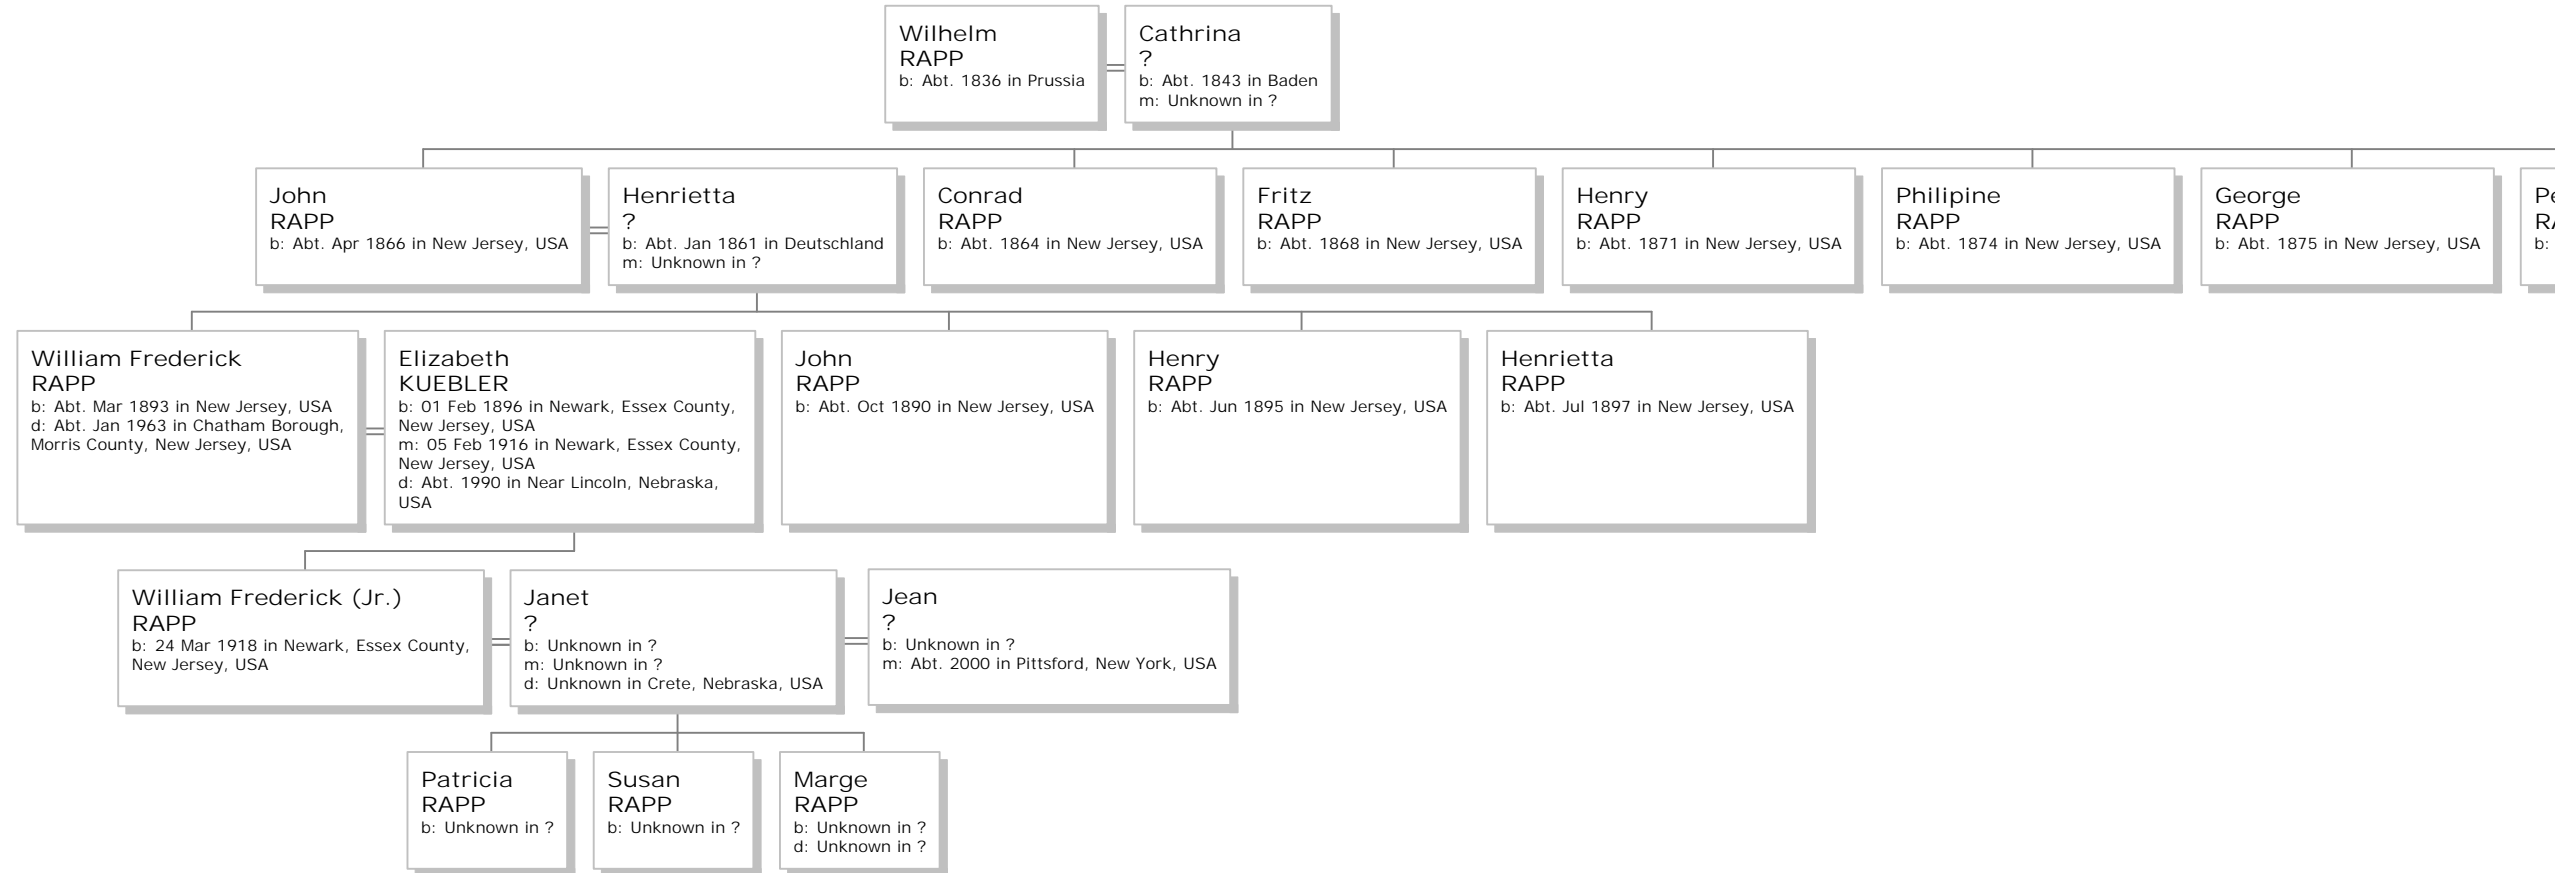 Wilhelm
RAPP
b: Abt. 1836 in Prussia
Cathrina
?
b: Abt. 1843 in Baden
m: Unknown in ?
John
RAPP
b: Abt. Apr 1866 in New Jersey, USA
Henrietta
?
b: Abt. Jan 1861 in Deutschland
m: Unknown in ?
Conrad
RAPP
b: Abt. 1864 in New Jersey, USA
Fritz
RAPP
b: Abt. 1868 in New Jersey, USA
Henry
RAPP
b: Abt. 1871 in New Jersey, USA
Philipine
RAPP
b: Abt. 1874 in New Jersey, USA
George
RAPP
b: Abt. 1875 in New Jersey, USA
b:
William Frederick
RAPP
b: Abt. Mar 1893 in New Jersey, USA
d: Abt. Jan 1963 in Chatham Borough,
Morris County, New Jersey, USA
Elizabeth
KUEBLER
b: 01 Feb 1896 in Newark, Essex County,
New Jersey, USA
m: 05 Feb 1916 in Newark, Essex County,
New Jersey, USA
d: Abt. 1990 in Near Lincoln, Nebraska,
USA
John
RAPP
b: Abt. Oct 1890 in New Jersey, USA
Henry
RAPP
b: Abt. Jun 1895 in New Jersey, USA
Henrietta
RAPP
b: Abt. Jul 1897 in New Jersey, USA
William Frederick (Jr.)
RAPP
b: 24 Mar 1918 in Newark, Essex County,
New Jersey, USA
Janet
?
b: Unknown in ?
m: Unknown in ?
d: Unknown in Crete, Nebraska, USA
Jean
?
b: Unknown in ?
m: Abt. 2000 in Pittsford, New York, USA
Patricia
RAPP
b: Unknown in ?
Susan
RAPP
b: Unknown in ?
Marge
RAPP
b: Unknown in ?
d: Unknown in ?